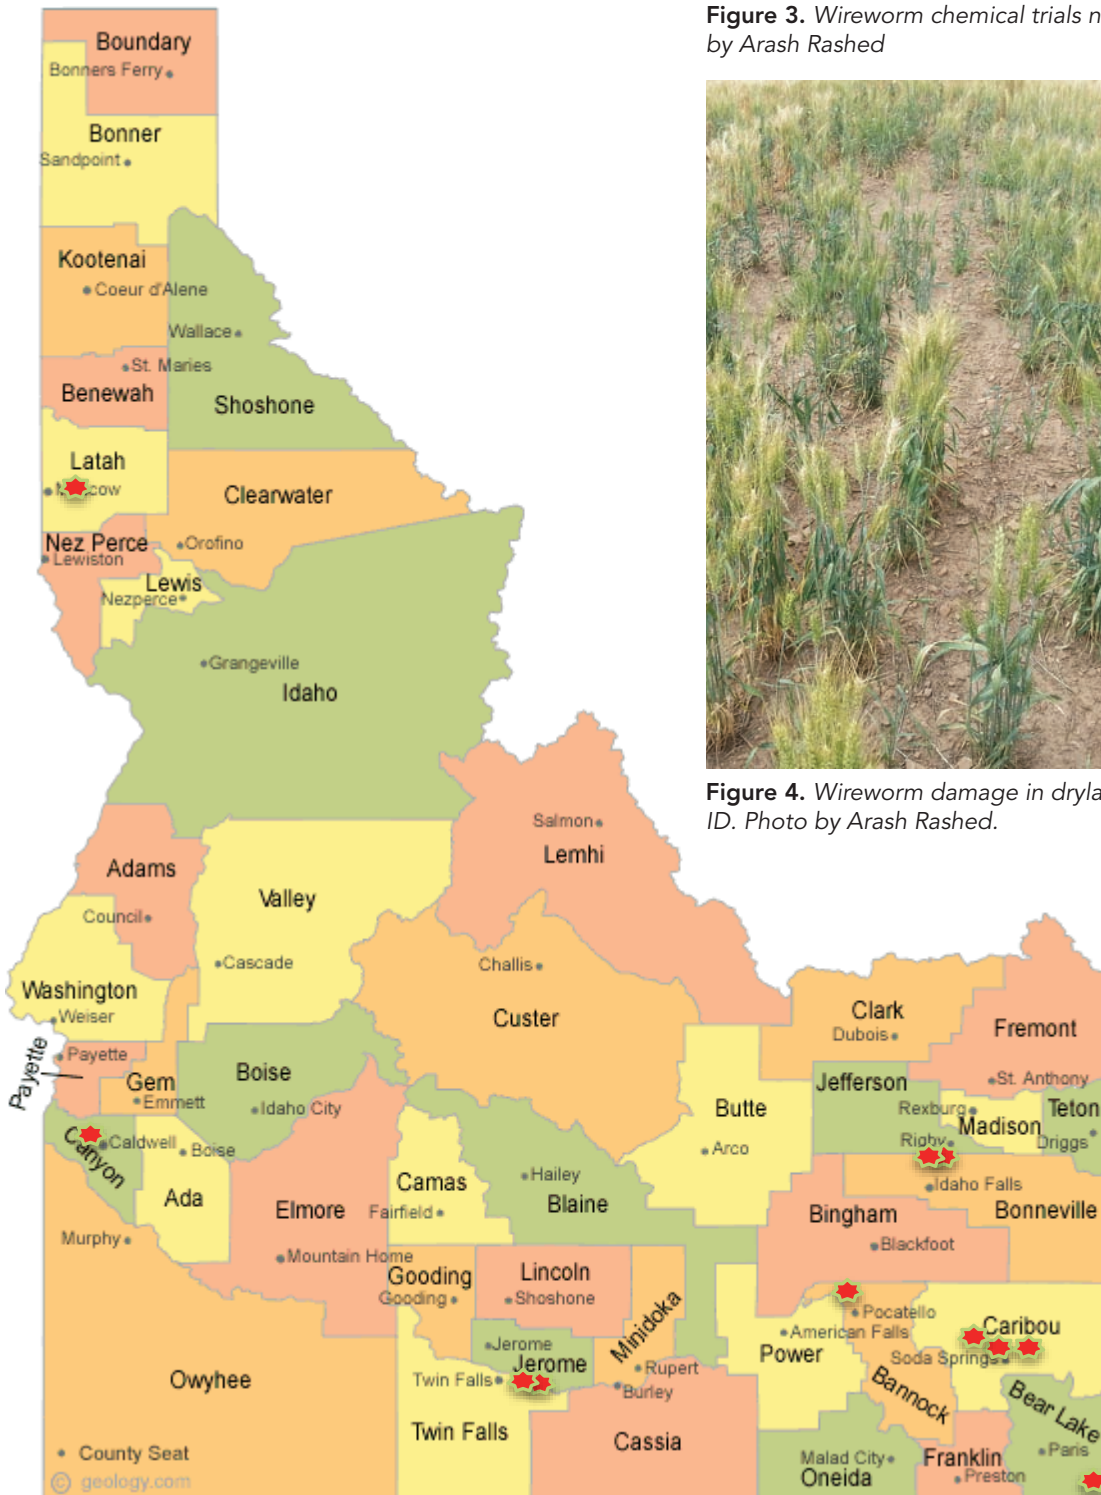 Figure 3. Wireworm chemical trials n
by Arash Rashed
Boundary
Bonners Ferry
Bonner
Sandpoint
Kootenai
Coeur d'Alene
Wallace
St. Maries
Benewah
Shoshone
Latah
Clearwater
Nez Perce
Orofino
Lewiston
Lewis
Nezperce
Grangeville
Idaho
Figure 4. Wireworm damage in dryla
ID. Photo by Arash Rashed.
Salmon
Lemhi
Adams
Valley
Council
Cascade
Challis
Washington
Weiser
Custer
Clark
Dubois
Fremont
Payette
Payette
Gem
Emmett
Boise
Idaho City
Jefferson
St. Anthony
Butte
Rexburg
Madison
Teton
Canyon
Caldwell
Boise
Arco
Rigby
Driggs
Ada
Camas
Fairfield
Hailey
Blaine
Idaho Falls
Bonneville
Elmore
Bingham
Murphy
Mountain Home
Blackfoot
Gooding
Gooding
Lincoln
Shoshone
Minidoka
Pocatello
American Falls
Caribou
Power
Soda Springs
Jerome
Jerome
Owyhee
Twin Falls
Rupert
Burley
Bannock
Bear Lake
Twin Falls
Cassia
Malad City
Oneida
Franklin
Preston
Paris
County Seat
© geology.com